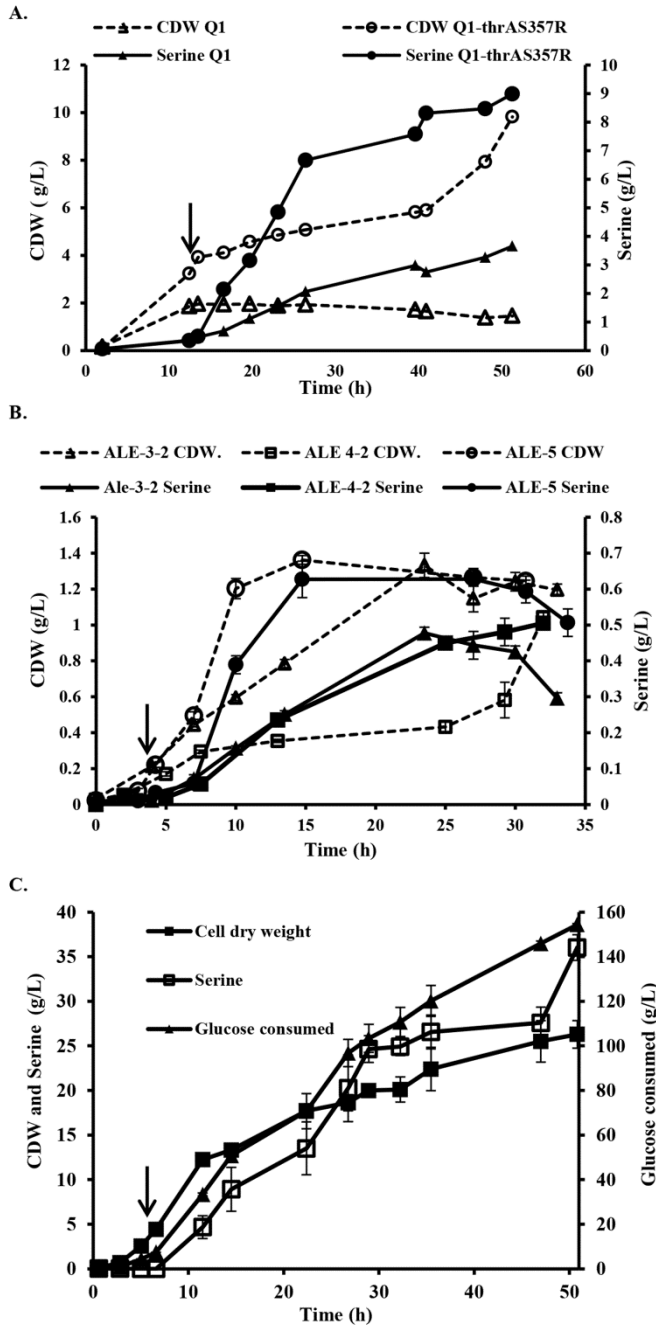 A.
CDW Q1
CDW Q1-thrAS357R
Serine Q1
Serine Q1-thrAS357R
12
10
8
6
4
2
0
CDW ( g/L)
10
9
8
7
6
5
4
3
2
1
0
Serine (g/L)
0 10 20 30 40 50 60
Time (h)
B.
ALE-3-2 CDW.
ALE 4-2 CDW.
ALE-5 CDW
Ale-3-2 Serine
ALE-4-2 Serine
ALE-5 Serine
1.6
1.4
1.2
1
0.8
0.6
0.4
0.2
0
CDW (g/L)
0.8
0.7
0.6
0.5
0.4
0.3
0.2
0.1
0
Serine (g/L)
0 5 10 15 20 25 30 35
Time (h)
C.
Cell dry weight
Serine
Glucose consumed
40
35
30
25
20
15
10
5
0
CDW and Serine (g/L)
160
140
120
100
80
60
40
20
0
Glucose consumed (g/L)
0 10 20 30 40 50
Time (h)